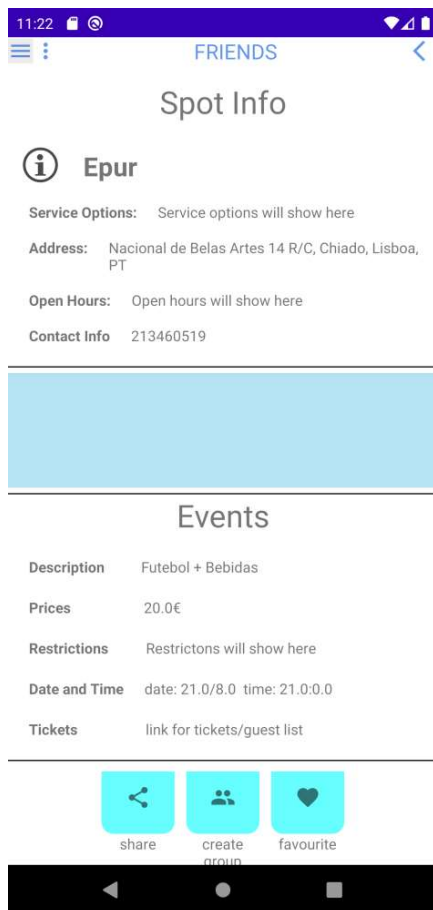 11:22
FRIENDS
Spot Info
Epur
Service Options: Service options will show here
Address: Nacional de Belas Artes 14 R/C, Chiado, Lisboa,
PT
Open Hours: Open hours will show here
Contact Info 213460519
Events
Description Futebol + Bebidas
Prices 20.0€
Restrictions Restrictons will show here
Date and Time date: 21.0/8.0 time: 21.0:0.0
Tickets link for tickets/guest list
share create favourite
group